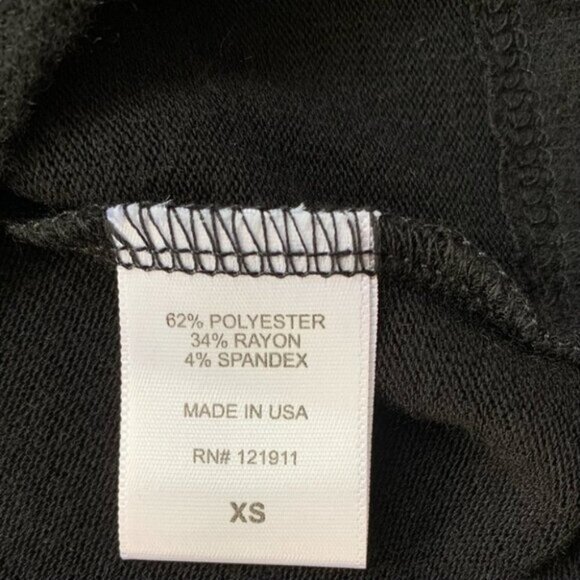 62% POLYESTER
34% RAYON
4% SPANDEX
MADE IN USA
RN# 121911
XS